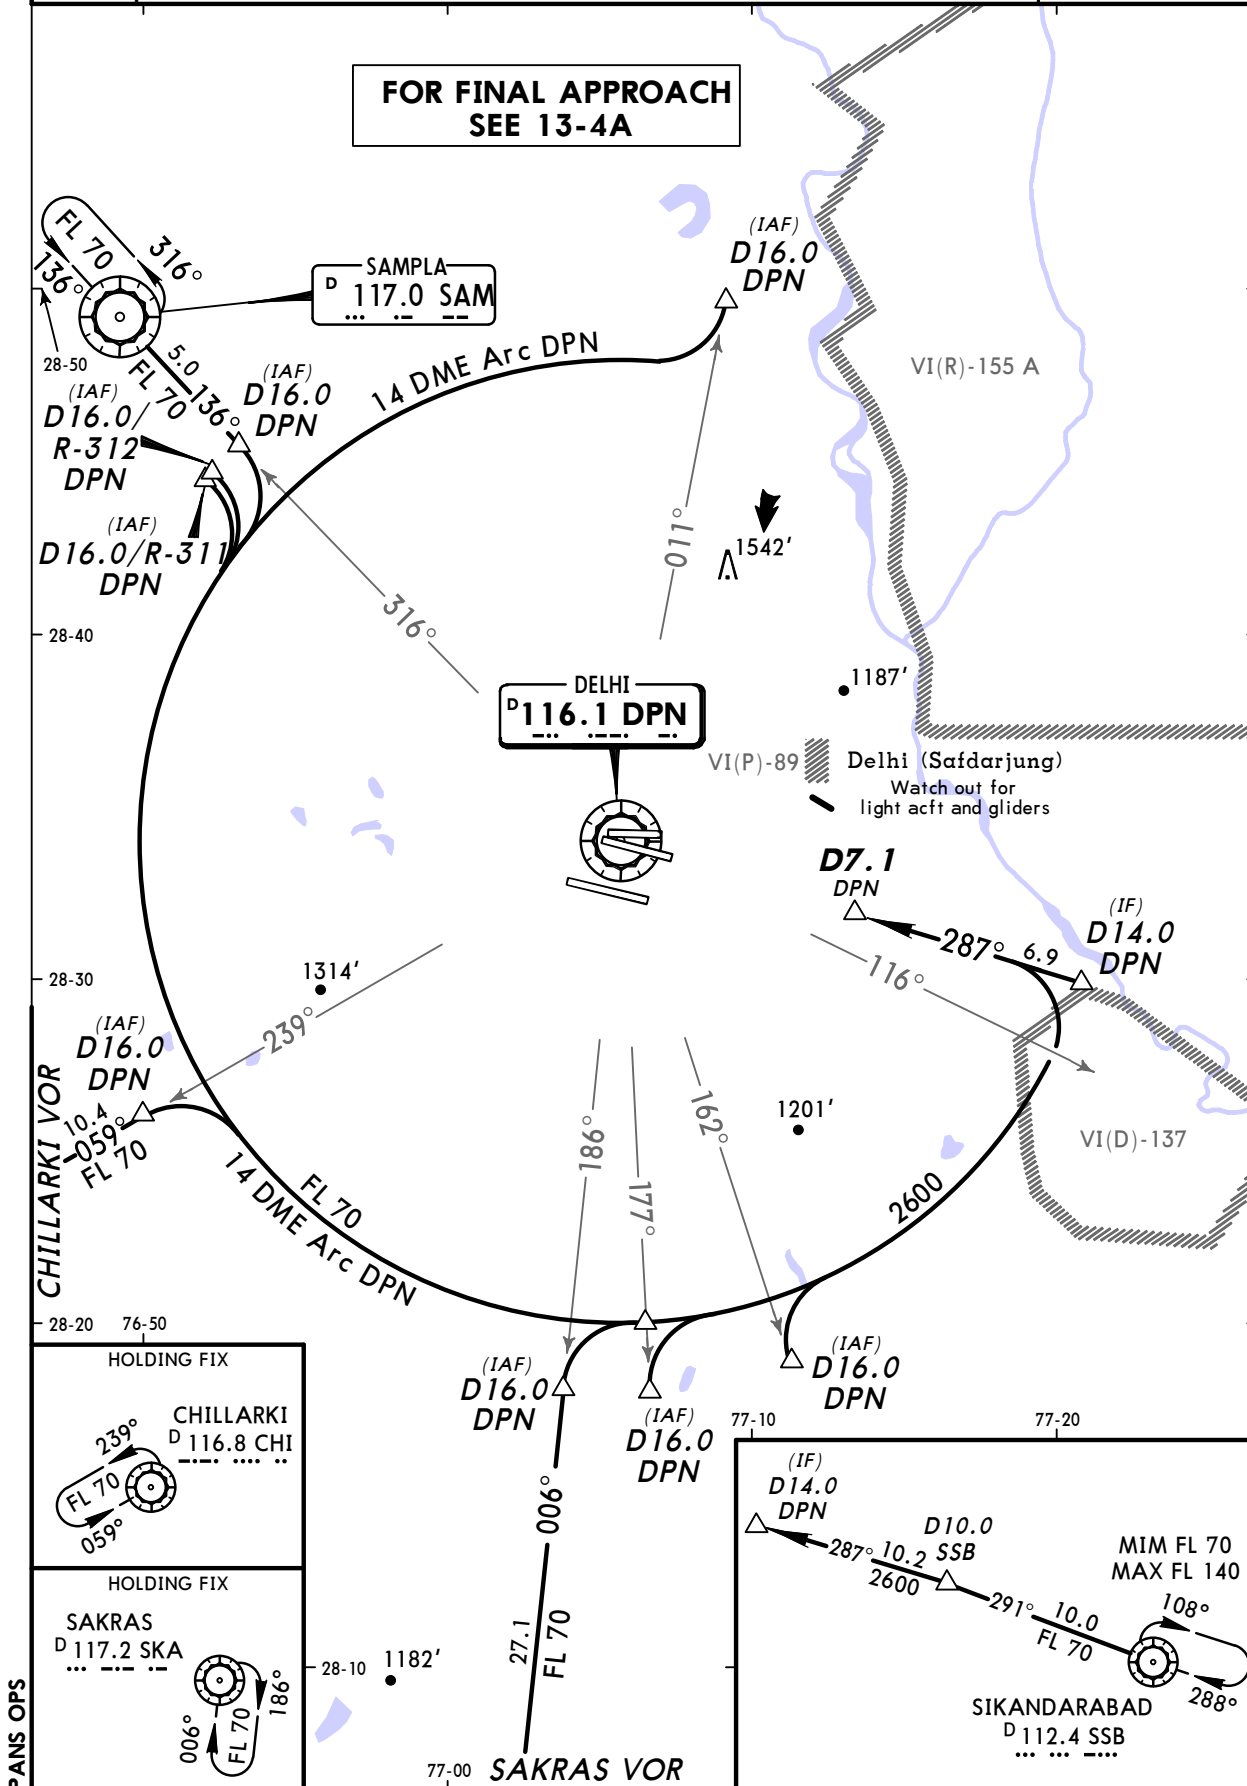 FOR FINAL APPROACH
SEE 13-4A
FL 70
316°
136°
SAMPLA
D 117.0 SAM
(IAF)
D16.0
DPN
28-50
5.0
FL 70
136°
(IAF)
D16.0
DPN
14 DME Arc DPN
VI(R)-155 A
(IAF)
D16.0/
R-312
DPN
(IAF)
D16.0/R-311
DPN
011°
1542'
316°
28-40
DELHI
D 116.1 DPN
1187'
VI(P)-89
Delhi (Safdarjung)
Watch out for
light acft and gliders
D7.1
DPN
(IF)
D14.0
DPN
287°
6.9
116°
1314'
28-30
239°
(IAF)
D16.0
DPN
CHILLARKI VOR
10.4
059°
FL 70
186°
177°
162°
1201'
VI(D)-137
FL 70
14 DME Arc DPN
2600
28-20
76-50
(IAF)
D16.0
DPN
(IAF)
D16.0
DPN
(IAF)
D16.0
DPN
77-10
77-20
HOLDING FIX
CHILLARKI
D 116.8 CHI
239°
FL 70
059°
006°
27.1
FL 70
(IF)
D14.0
DPN
287°
10.2
2600
D10.0
SSB
291°
10.0
FL 70
MIM FL 70
MAX FL 140
108°
288°
SIKANDARABAD
D 112.4 SSB
HOLDING FIX
SAKRAS
D 117.2 SKA
006°
FL 70
186°
28-10
1182'
77-00
SAKRAS VOR
PANS OPS